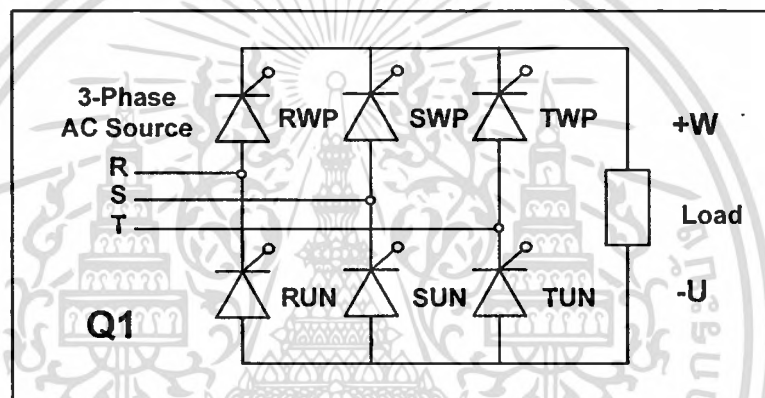 3-Phase
AC Source
RWP
SWP
TWP
+W
R
S
T
Load
RUN
SUN
TUN
-U
Q1